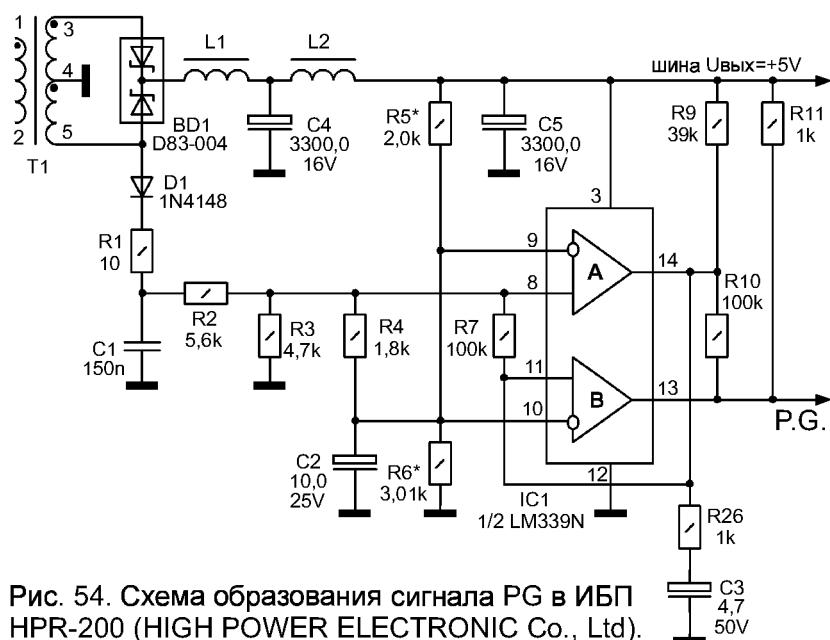 1
3
4
2
5
T1
BD1
D83-004
L1
L2
C4
3300,0
16V
R5*
2,0k
C5
3300,0
16V
шина Uвых=+5V
R9
39k
R11
1k
D1
1N4148
R1
10
3
9
8
A
14
R2
5,6k
R3
4,7k
R4
1,8k
R7
100k
R10
100k
C1
150n
11
10
B
13
P.G.
C2
10,0
25V
R6*
3,01k
12
IC1
1/2 LM339N
R26
1k
C3
4,7
50V
Рис. 54. Схема образования сигнала PG в ИБП
HPR-200 (HIGH POWER ELECTRONIC Co., Ltd).